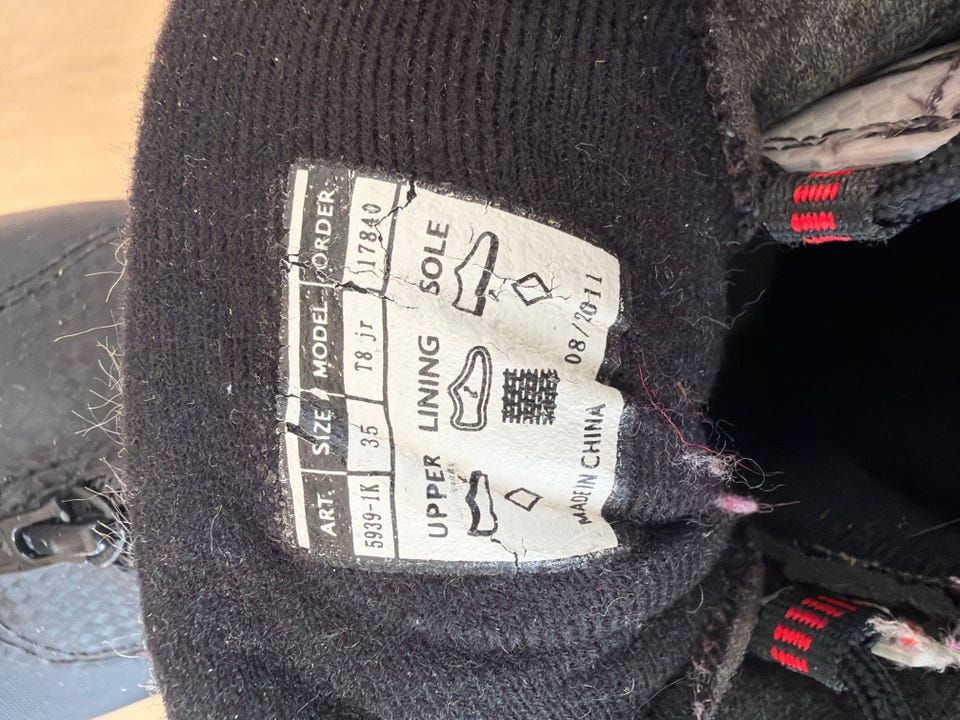 ART. SIZE MODEL ORDER
5939-1K 35 T8 jr 17840
UPPER LINING SOLE
MADE IN CHINA 08/2011